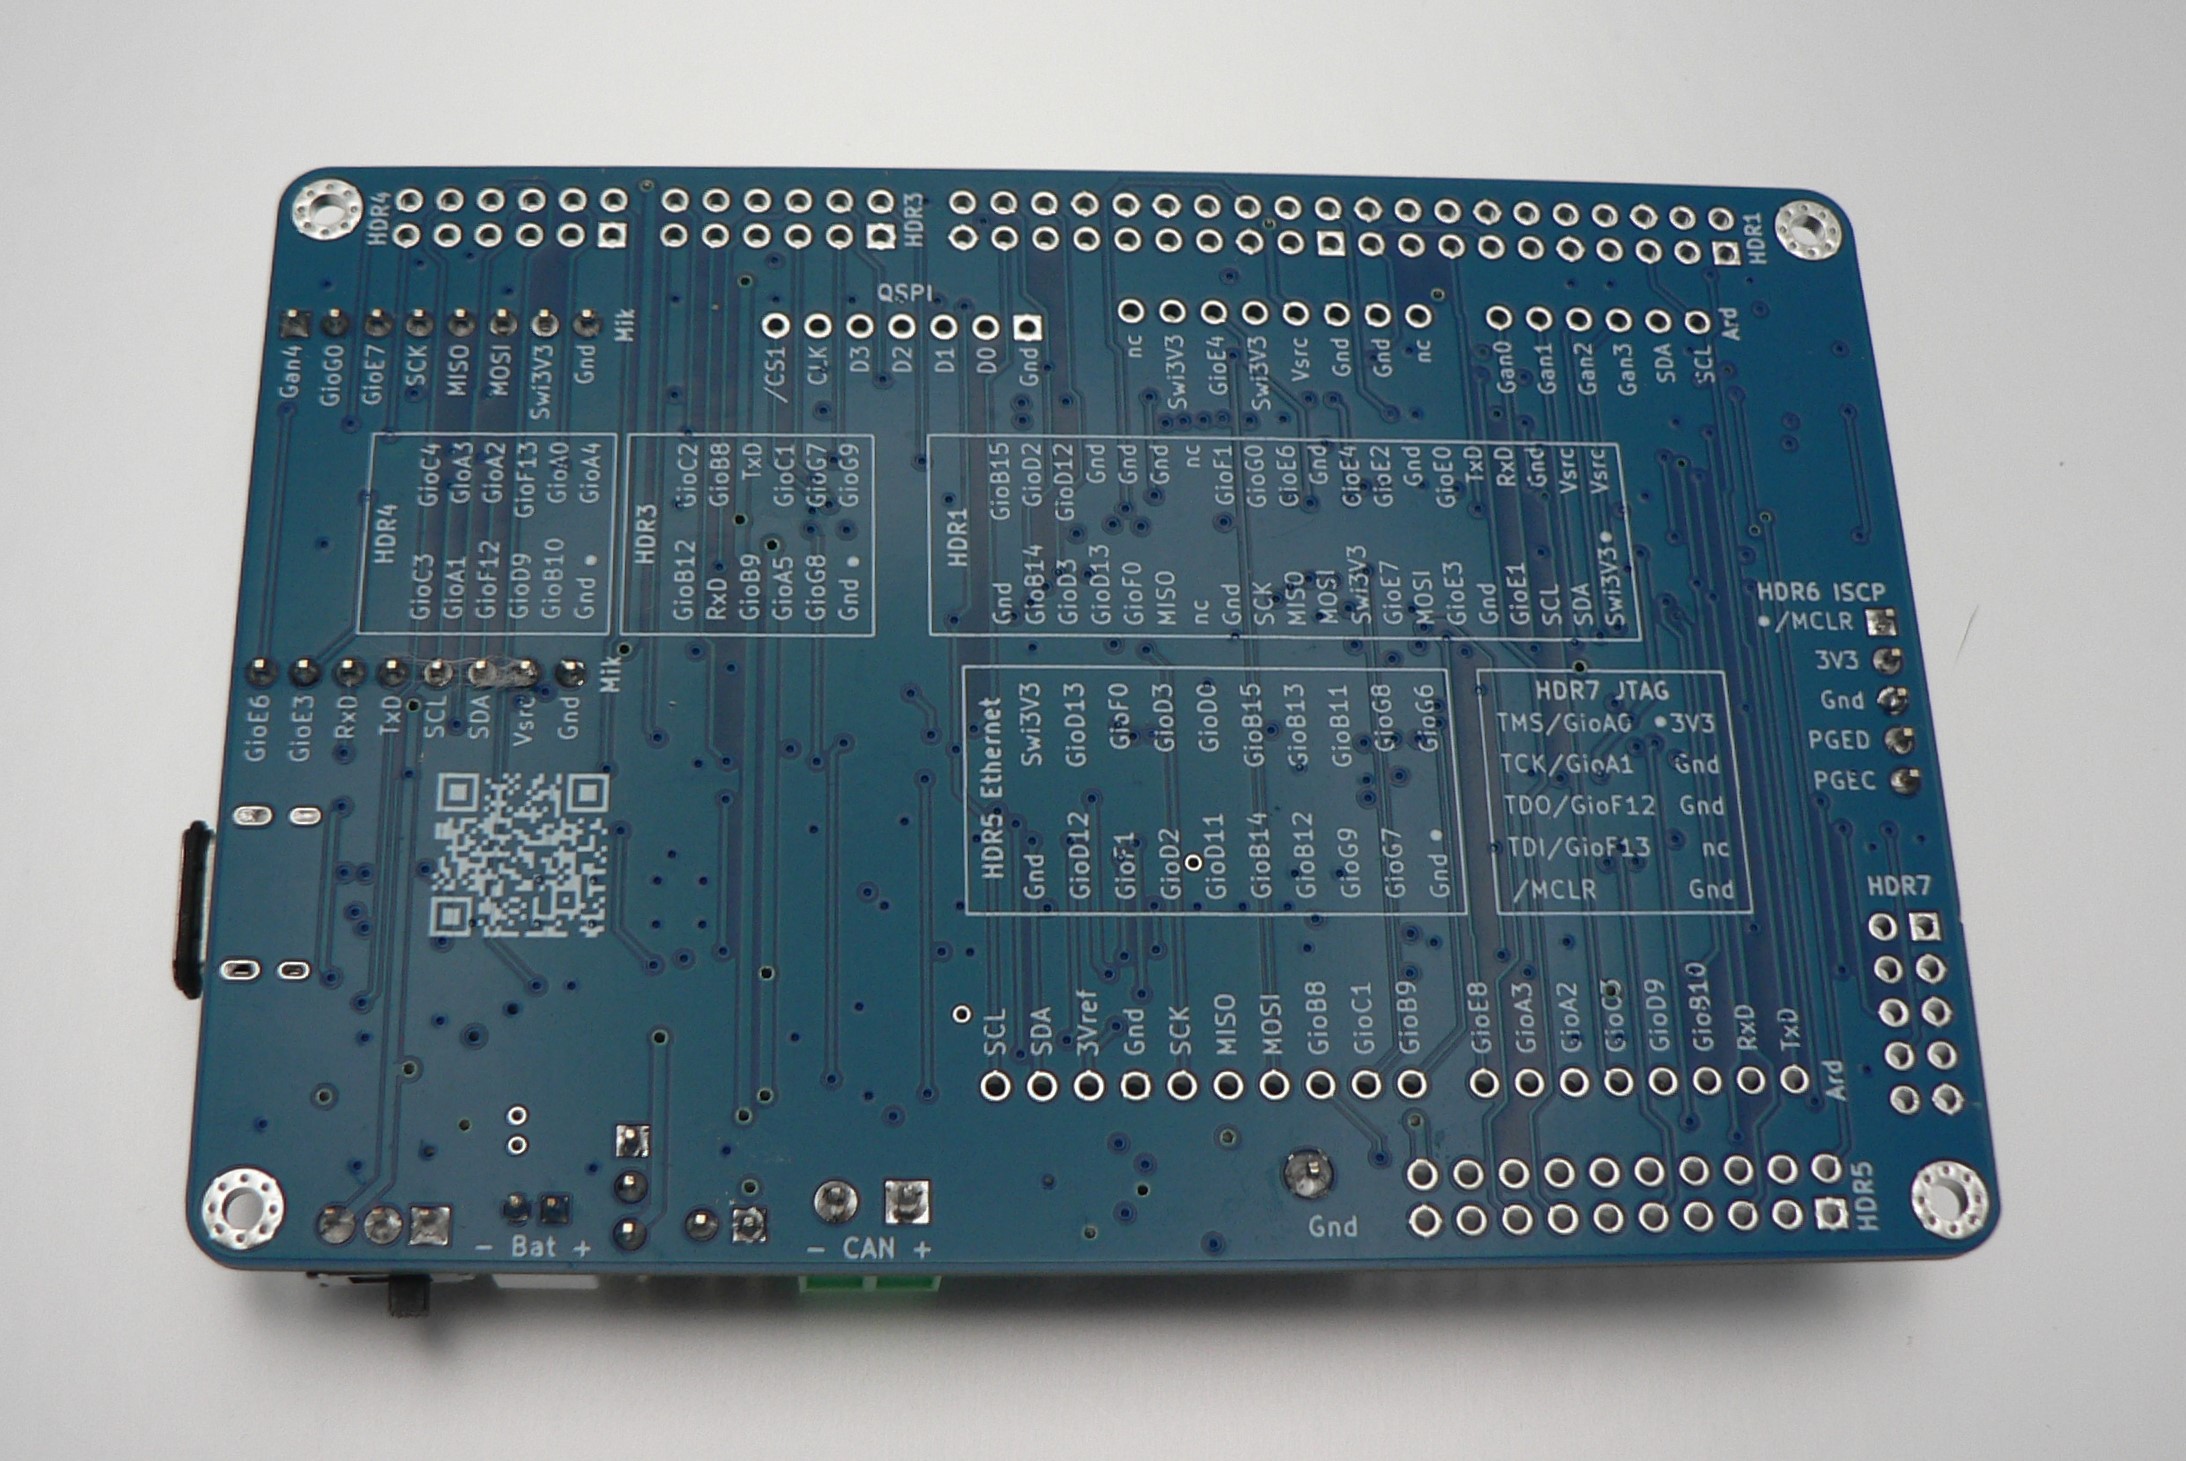 HDR4
HDR3
HDR1
QSPI
Gan4
GioG0
GioE7
SCK
MISO
MOSI
Swi3V3
Gnd
Mik
/CS1
CLK
D3
D2
D1
D0
Gnd
nc
Swi3V3
GioE4
Swi3V3
Vsrc
Gnd
Gnd
nc
Gan0
Gan1
Gan2
Gan3
SDA
SCL
Ard
HDR4
GioC3 GioC4
GioA1 GioA3
GioF12 GioA2
GioD9 GioF13
GioB10 GioA0
Gnd • GioA4
HDR3
GioB12 GioC2
RxD GioB8
GioB9 TxD
GioA5 GioC1
GioG8 GioG7
Gnd • GioG9
HDR1
Gnd GioB15
GioB14 GioD2
GioD3 GioD12
GioD13 Gnd
GioF0 Gnd
MISO Gnd
nc nc
Gnd GioF1
SCK GioG0
MISO GioE6
MOSI Gnd
Swi3V3 GioE4
GioE7 GioE2
MOSI Gnd
GioE3 GioE0
Gnd TxD
GioE1 RxD
SCL Gnd
SDA Vsrc
Swi3V3 • Vsrc
HDR6 ISCP
•/MCLR
3V3
Gnd
PGED
PGEC
GioE6
GioE3
RxD
TxD
SCL
SDA
Vsrc
Gnd
Mik
HDR5 Ethernet
Gnd Swi3V3
GioD12 GioD13
GioF1 GioF0
GioD2 GioD3
GioD11 GioD0
GioB14 GioB15
GioB12 GioB13
GioG9 GioB11
GioG7 GioG8
Gnd • GioG6
HDR7 JTAG
TMS/GioA6 •3V3
TCK/GioA1 Gnd
TDO/GioF12 Gnd
TDI/GioF13 nc
/MCLR Gnd
HDR7
SCL
SDA
3Vref
Gnd
SCK
MISO
MOSI
GioB8
GioC1
GioB9
GioE8
GioA3
GioA2
GioC3
GioD9
GioB10
RxD
TxD
Ard
HDR5
- Bat +
- CAN +
Gnd